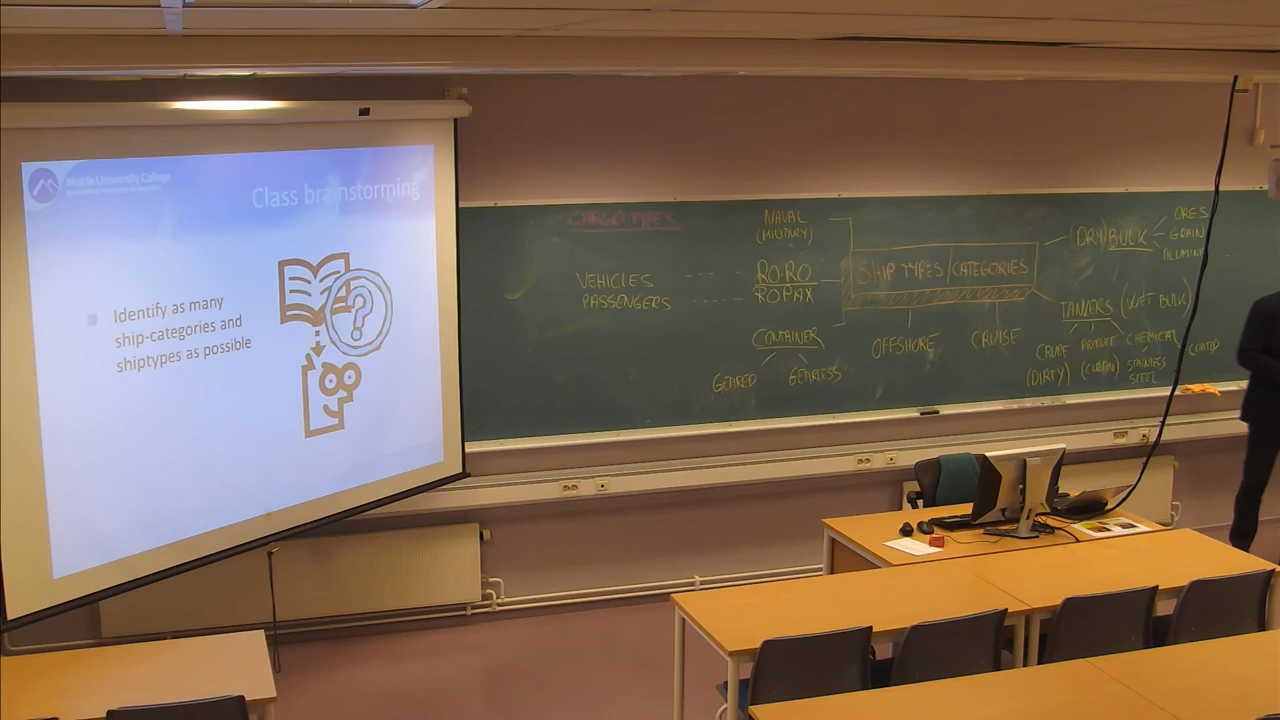 Molde University College
Class brainstorming
Identify as many
ship-categories and
shiptypes as possible
CARGO TYPES
NAVAL
(MILITARY)
VEHICLES
PASSENGERS
RO-RO
ROPAX
CONTAINER
GEARED
GEARLESS
SHIP TYPES/CATEGORIES
OFFSHORE
CRUISE
(DRY) BULK
ORES
GRAIN
TANKERS (WET BULK)
CRUDE
(DIRTY)
PRODUCT
(CLEAN)
CHEMICAL
STAINLESS
STEEL
COATED